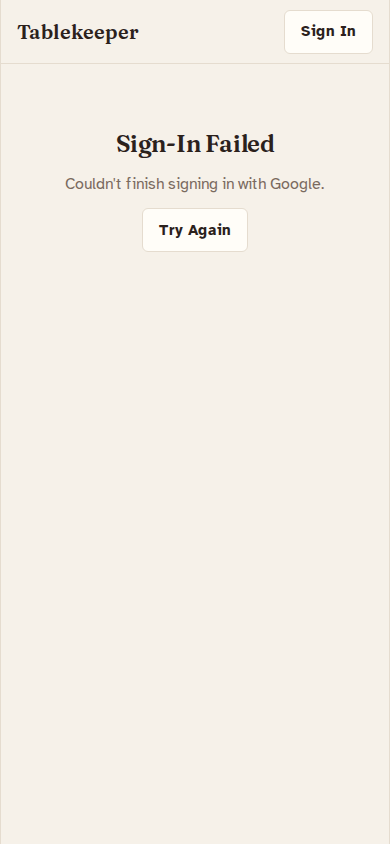 Tablekeeper
Sign In
Sign-In Failed
Couldn't finish signing in with Google.
Try Again